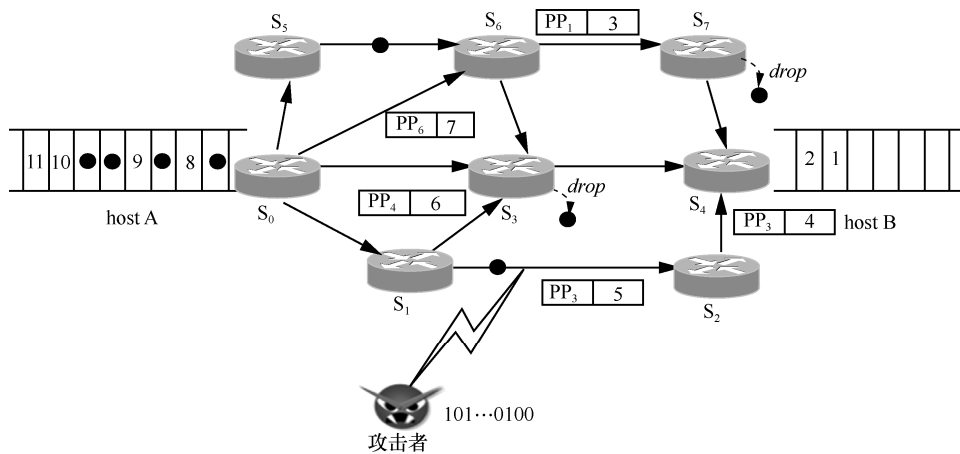 S₅
S₆
PP₁ 3
S₇
drop
PP₆ 7
11 10 9 8
2 1
host A
S₀
PP₄ 6
S₃
drop
S₄
PP₃ 4
host B
S₁
PP₃ 5
S₂
101…0100
攻击者